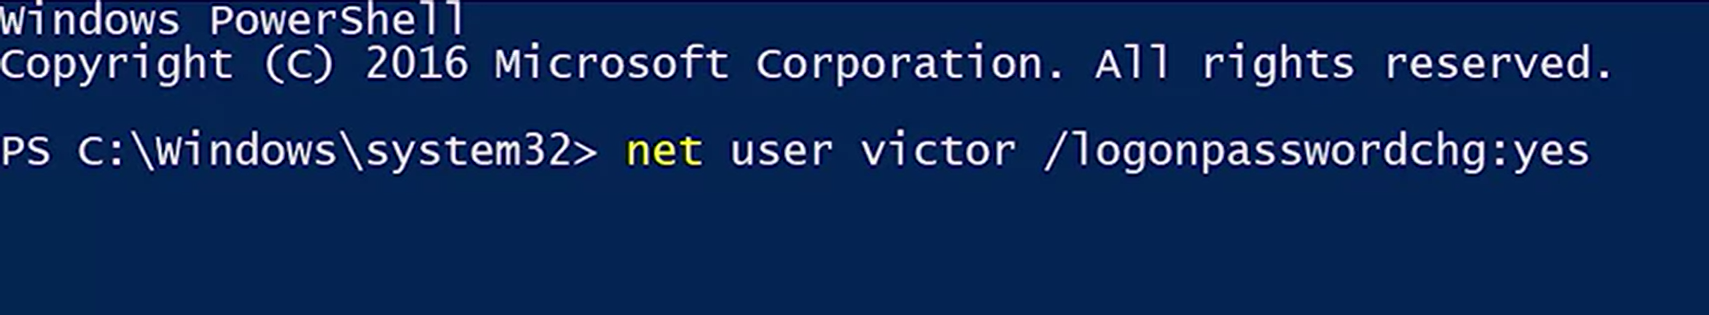 Windows PowerShell
Copyright (C) 2016 Microsoft Corporation. All rights reserved.
PS C:\Windows\system32> net user victor /logonpasswordchg:yes